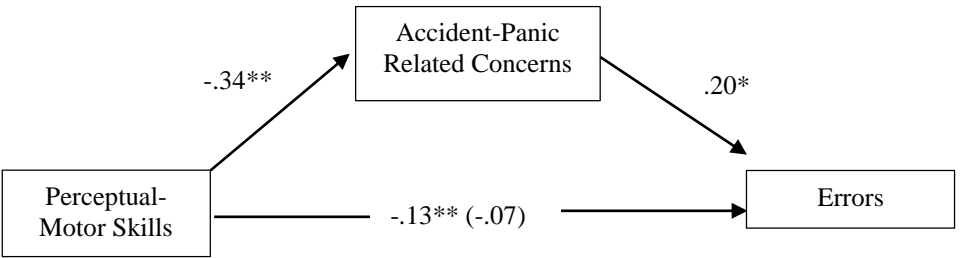 Accident-Panic
Related Concerns
-.34**
.20*
Perceptual-
Motor Skills
-.13** (-.07)
Errors